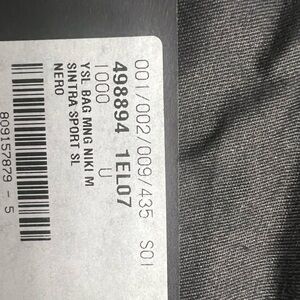 001/002/009/435 S01
498894 1EL07
1000 U
YSL BAG MNG NIKI M
SINTRA SPORT SL
NERO
809157879 - 5